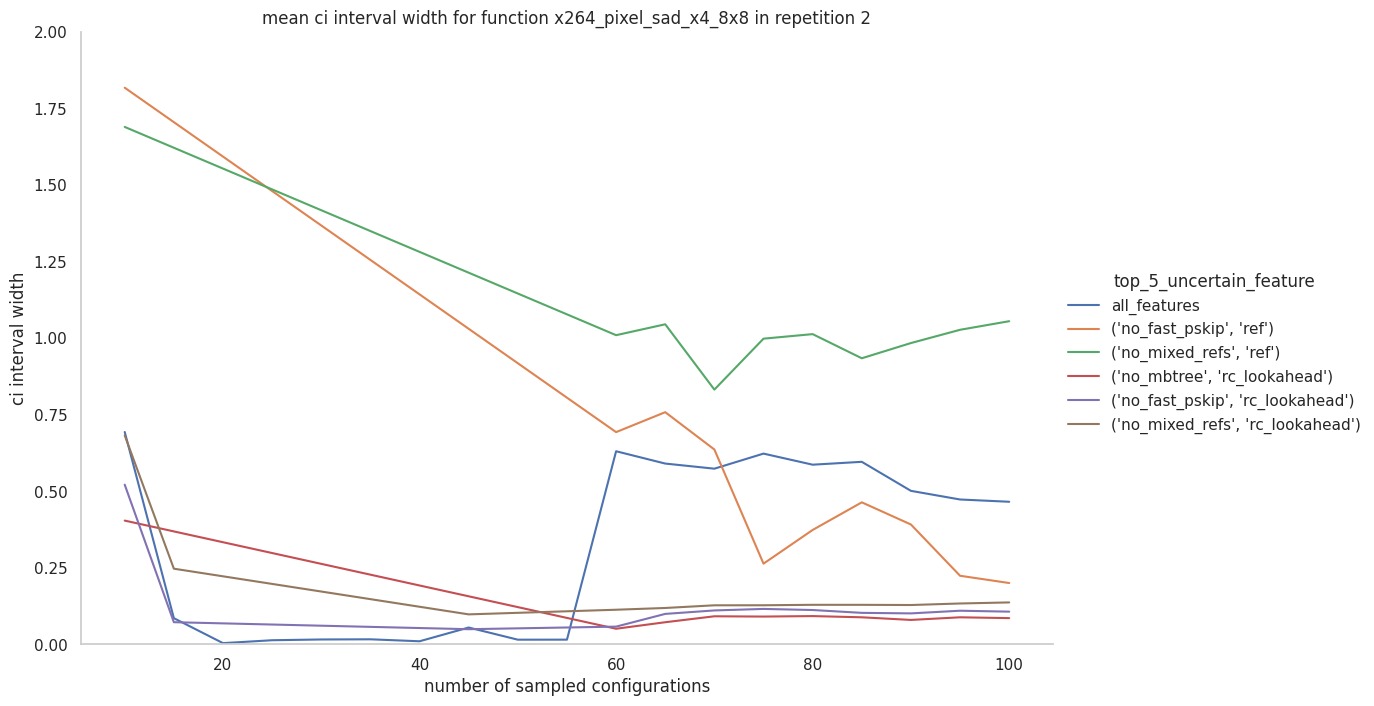 mean ci interval width for function x264_pixel_sad_x4_8x8 in repetition 2
2.00
1.75
1.50
1.25
1.00
0.75
0.50
0.25
0.00
ci interval width
20
40
60
80
100
number of sampled configurations
top_5_uncertain_feature
all_features
('no_fast_pskip', 'ref')
('no_mixed_refs', 'ref')
('no_mbtree', 'rc_lookahead')
('no_fast_pskip', 'rc_lookahead')
('no_mixed_refs', 'rc_lookahead')